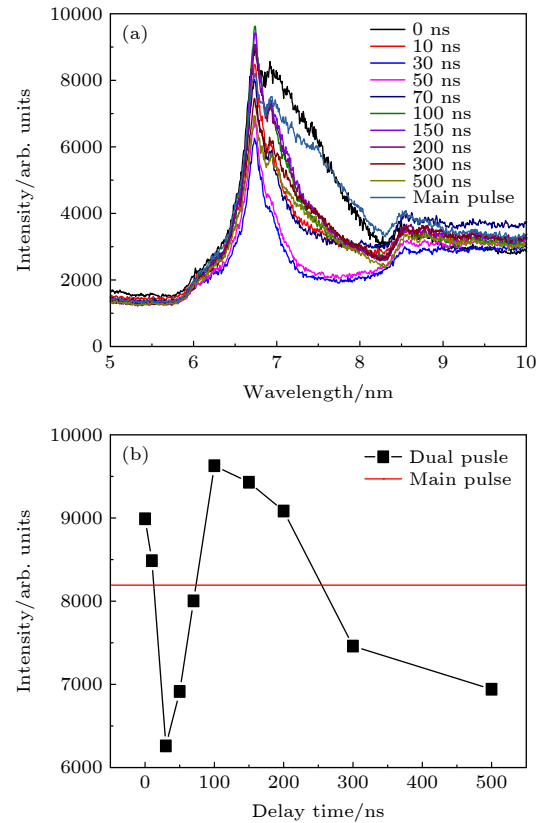 (a)
0 ns
10 ns
30 ns
50 ns
70 ns
100 ns
150 ns
200 ns
300 ns
500 ns
Main pulse
10000
8000
6000
4000
2000
0
Intensity/arb. units
5 6 7 8 9 10
Wavelength/nm
(b)
Dual pusle
Main pulse
10000
9000
8000
7000
6000
Intensity/arb. units
0 100 200 300 400 500
Delay time/ns